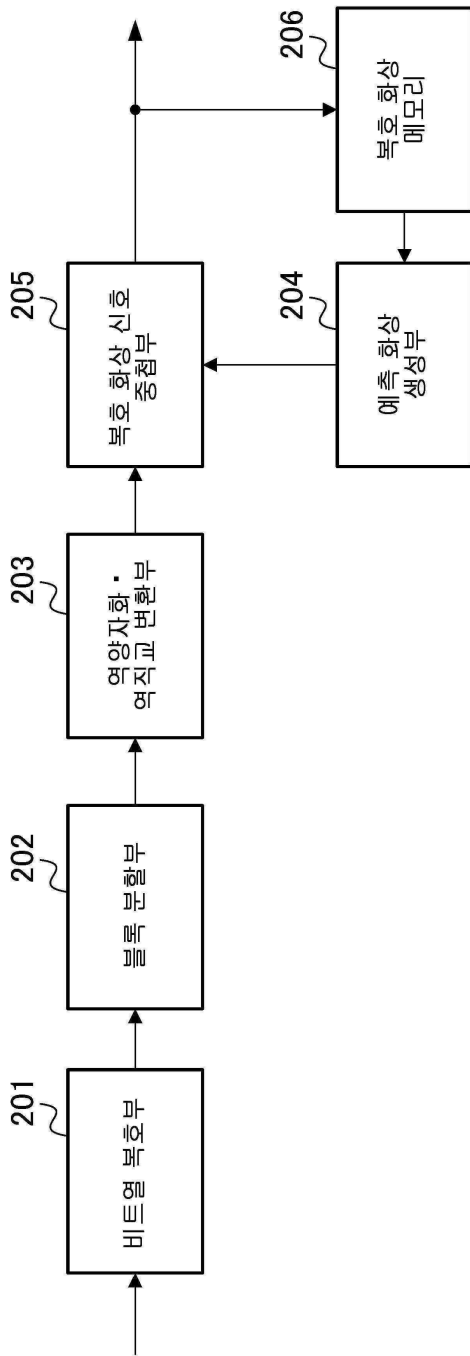 201
비트열 복호부
202
블록 분할부
203
역양자화・
역직교 변환부
205
복호 화상 신호
중첩부
204
예측 화상
생성부
206
복호 화상
메모리